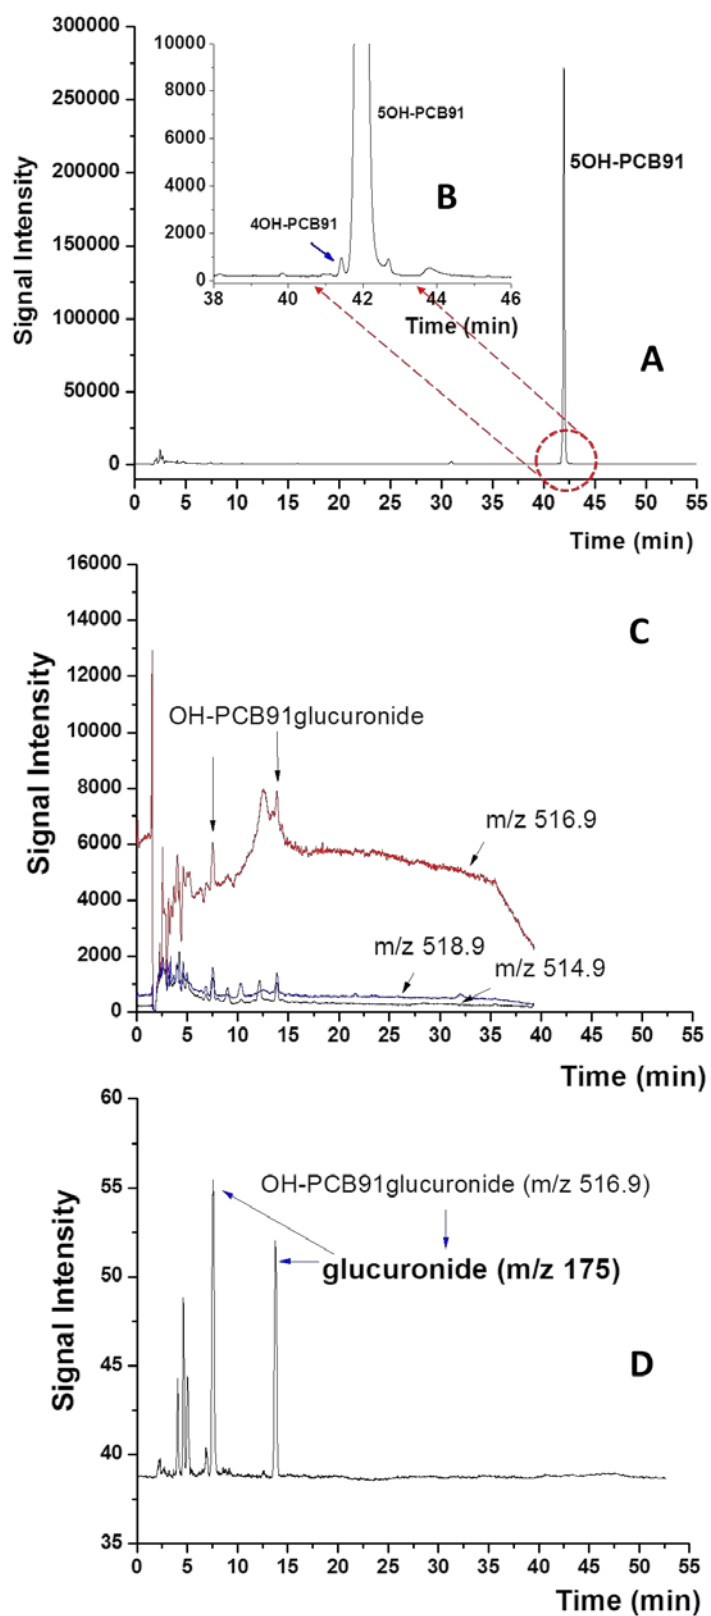 300000
250000
200000
150000
100000
50000
0
Signal Intensity
10000
8000
6000
4000
2000
0
5OH-PCB91
B
4OH-PCB91
38 40 42 44 46
Time (min)
5OH-PCB91
A
0 5 10 15 20 25 30 35 40 45 50 55
Time (min)
16000
14000
12000
10000
8000
6000
4000
2000
0
Signal Intensity
C
OH-PCB91glucuronide
m/z 516.9
m/z 518.9
m/z 514.9
0 5 10 15 20 25 30 35 40 45 50 55
Time (min)
60
55
50
45
40
35
Signal Intensity
OH-PCB91glucuronide (m/z 516.9)
glucuronide (m/z 175)
D
0 5 10 15 20 25 30 35 40 45 50 55
Time (min)